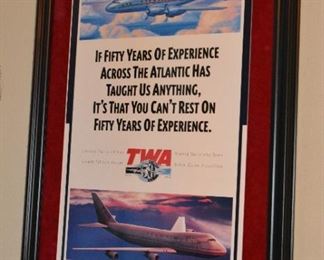 IF FIFTY YEARS OF EXPERIENCE
ACROSS THE ATLANTIC HAS
TAUGHT US ANYTHING,
IT'S THAT YOU CAN'T REST ON
FIFTY YEARS OF EXPERIENCE.
TWA